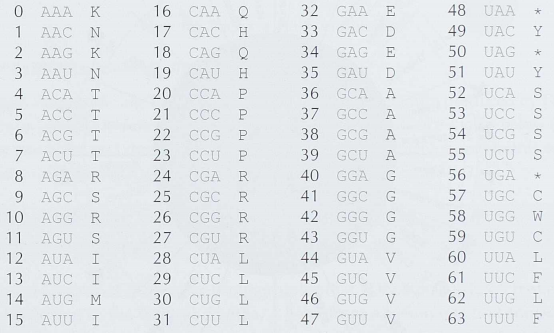 0 AAA K 16 CAA Q 32 GAA E 48 UAA *
1 AAC N 17 CAC H 33 GAC D 49 UAC Y
2 AAG K 18 CAG Q 34 GAG E 50 UAG *
3 AAU N 19 CAU H 35 GAU D 51 UAU Y
4 ACA T 20 CCA P 36 GCA A 52 UCA S
5 ACC T 21 CCC P 37 GCC A 53 UCC S
6 ACG T 22 CCG P 38 GCG A 54 UCG S
7 ACU T 23 CCU P 39 GCU A 55 UCU S
8 AGA R 24 CGA R 40 GGA G 56 UGA *
9 AGC S 25 CGC R 41 GGC G 57 UGC C
10 AGG R 26 CGG R 42 GGG G 58 UGG W
11 AGU S 27 CGU R 43 GGU G 59 UGU C
12 AUA I 28 CUA L 44 GUA V 60 UUA L
13 AUC I 29 CUC L 45 GUC V 61 UUC F
14 AUG M 30 CUG L 46 GUG V 62 UUG L
15 AUU I 31 CUU L 47 GUU V 63 UUU F